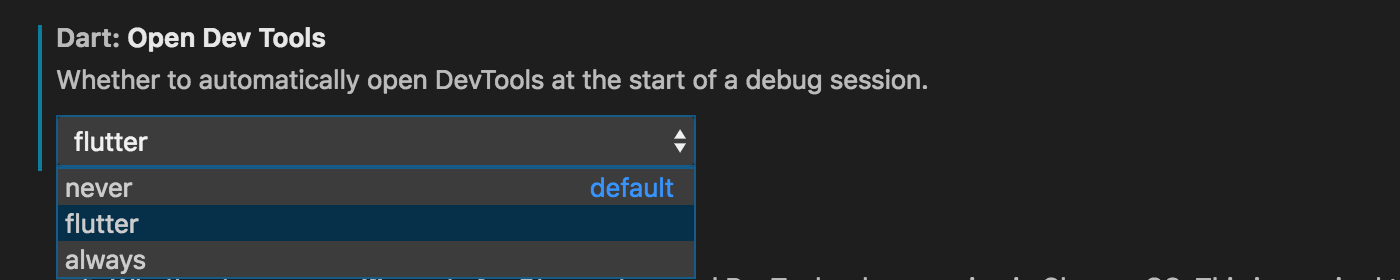 Dart: Open Dev Tools
Whether to automatically open DevTools at the start of a debug session.
flutter
never default
flutter
always